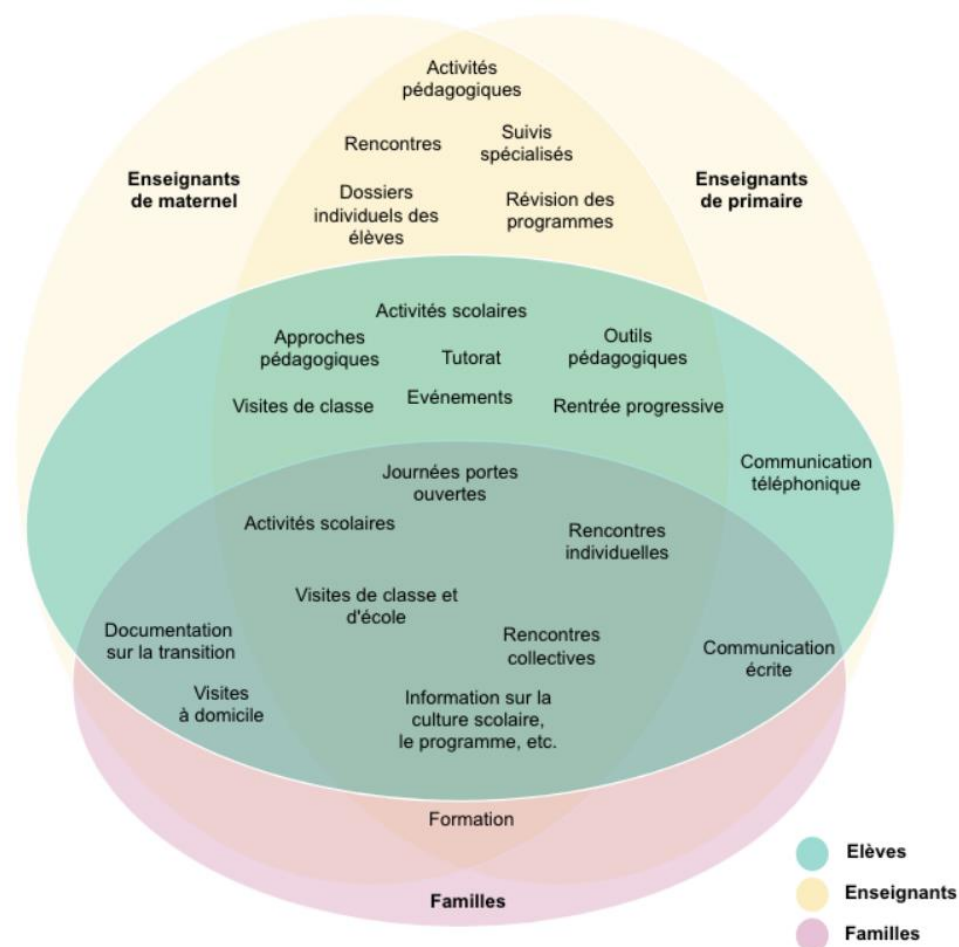 Activités
pédagogiques
Rencontres
Suivis
spécialisés
Enseignants
de maternel
Enseignants
de primaire
Dossiers
individuels des
élèves
Révision des
programmes
Activités scolaires
Approches
pédagogiques
Tutorat
Outils
pédagogiques
Visites de classe
Evénements
Rentrée progressive
Communication
téléphonique
Journées portes
ouvertes
Activités scolaires
Rencontres
individuelles
Visites de classe et
d'école
Documentation
sur la transition
Rencontres
collectives
Communication
écrite
Visites
à domicile
Information sur la
culture scolaire,
le programme, etc.
Formation
Familles
Elèves
Enseignants
Familles